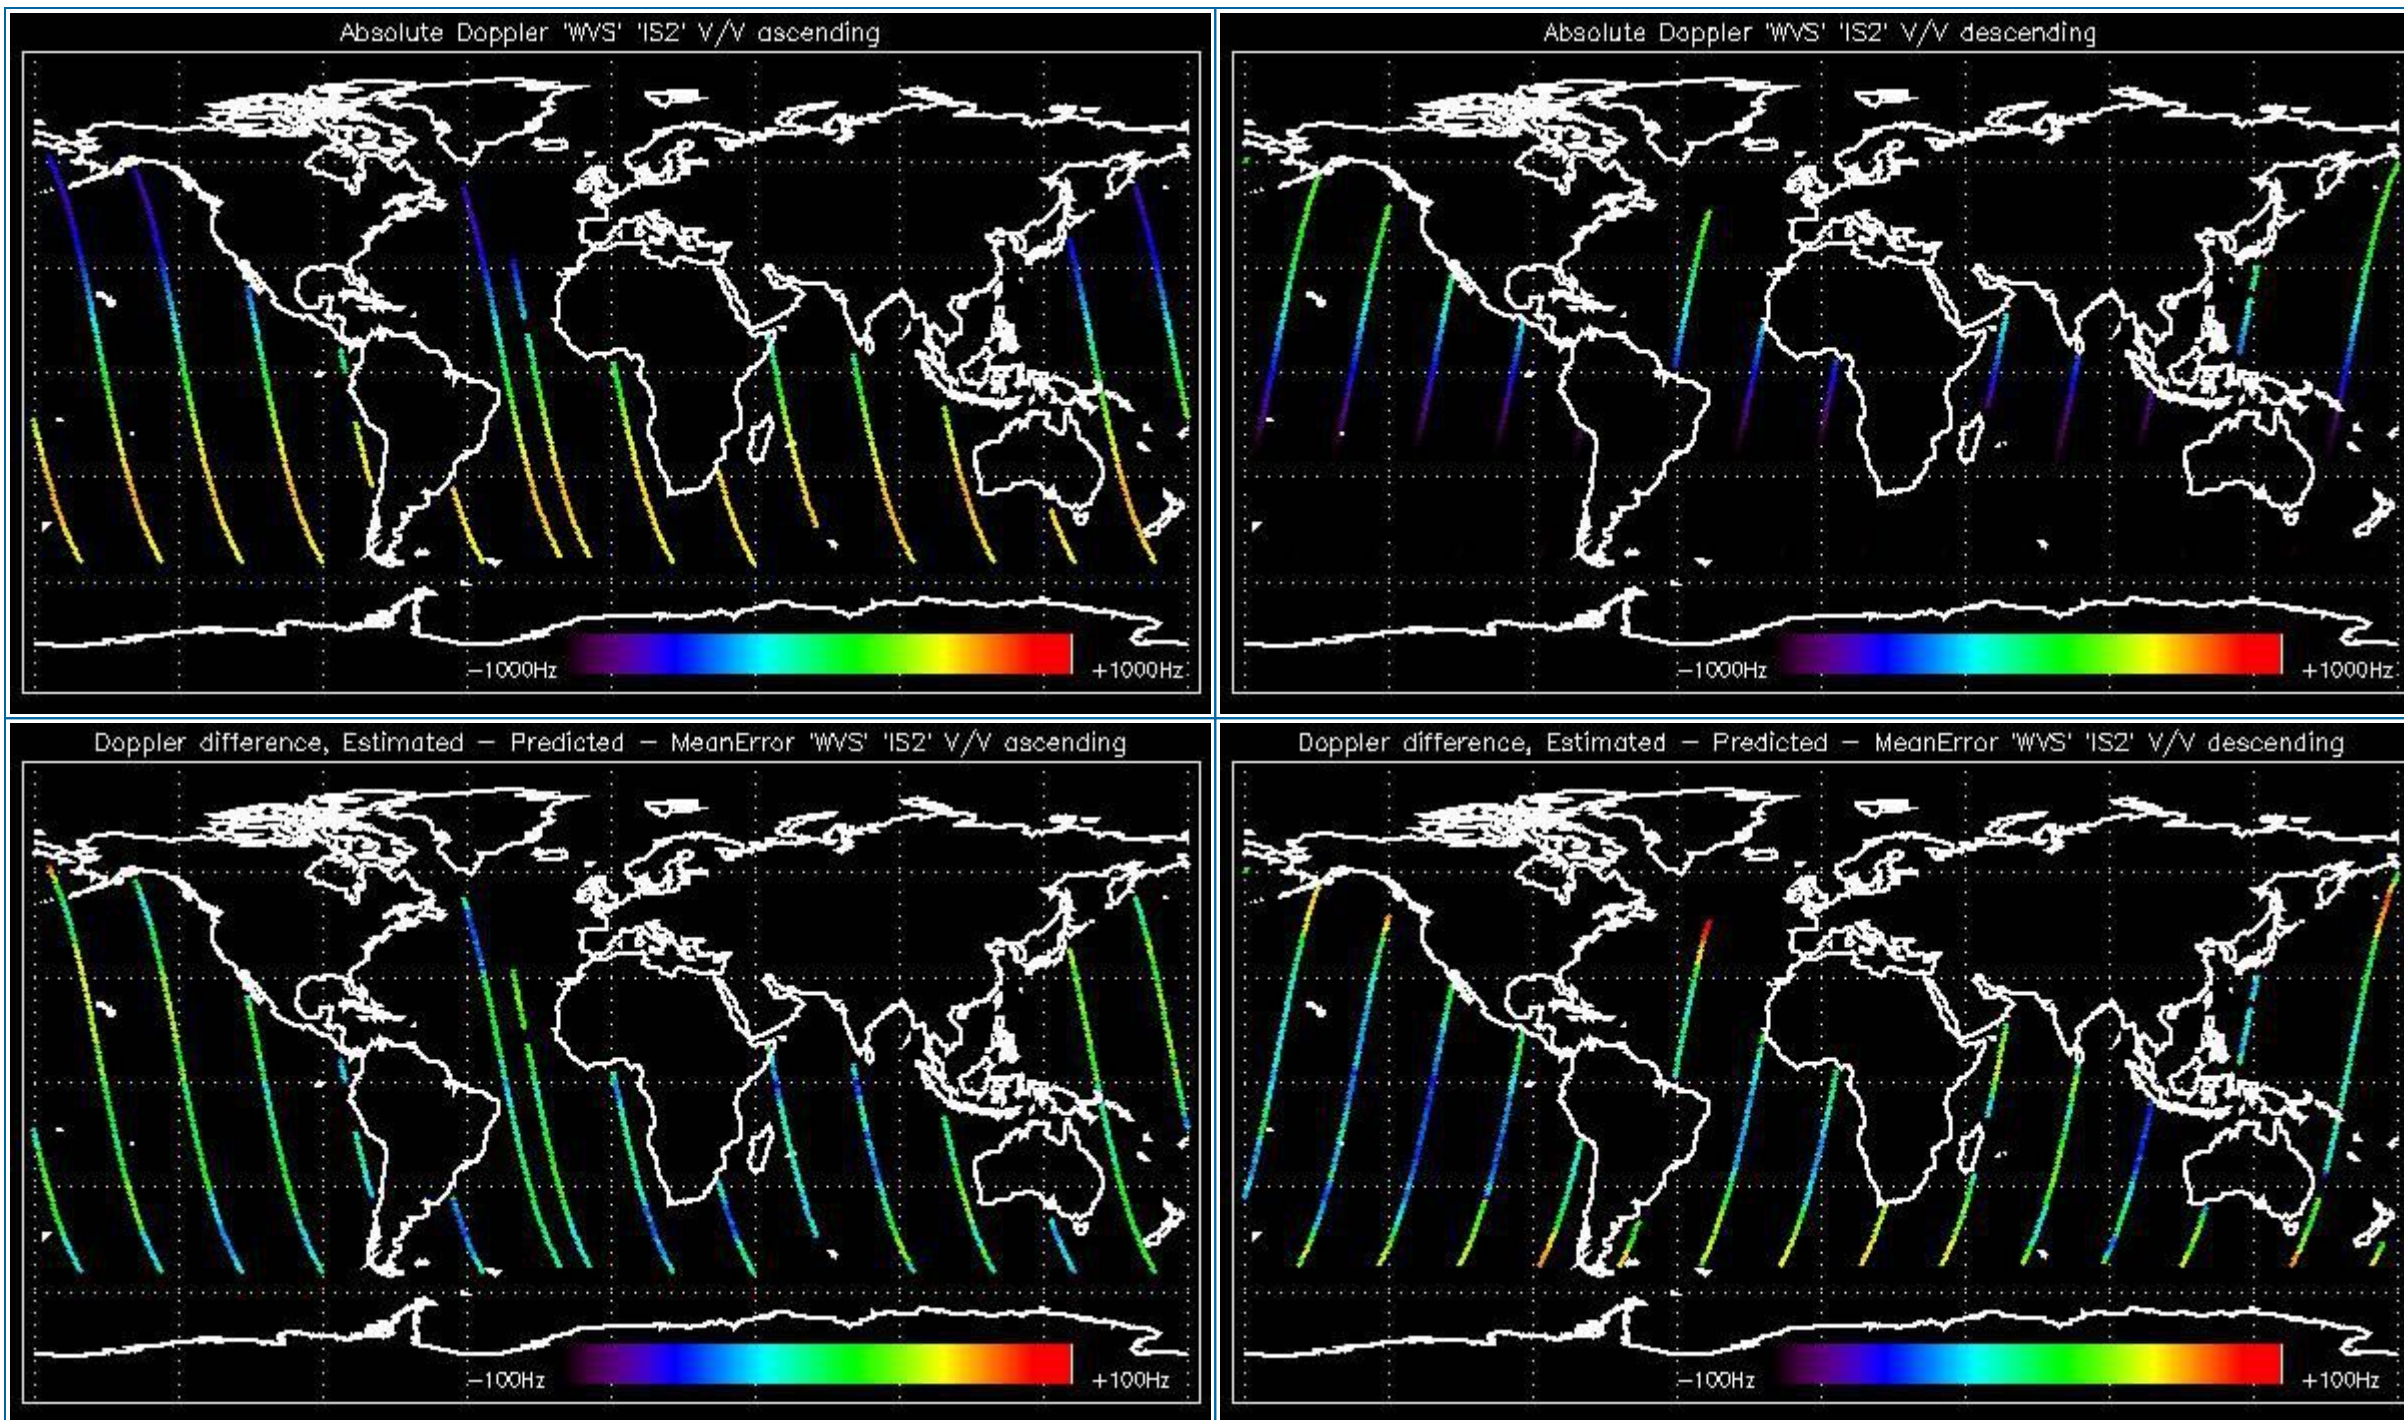 Absolute Doppler 'WVS' 'IS2' V/V ascending
-1000Hz
+1000Hz
Absolute Doppler 'WVS' 'IS2' V/V descending
-1000Hz
+1000Hz
Doppler difference, Estimated - Predicted - MeanError 'WVS' 'IS2' V/V ascending
-100Hz
+100Hz
Doppler difference, Estimated - Predicted - MeanError 'WVS' 'IS2' V/V descending
-100Hz
+100Hz